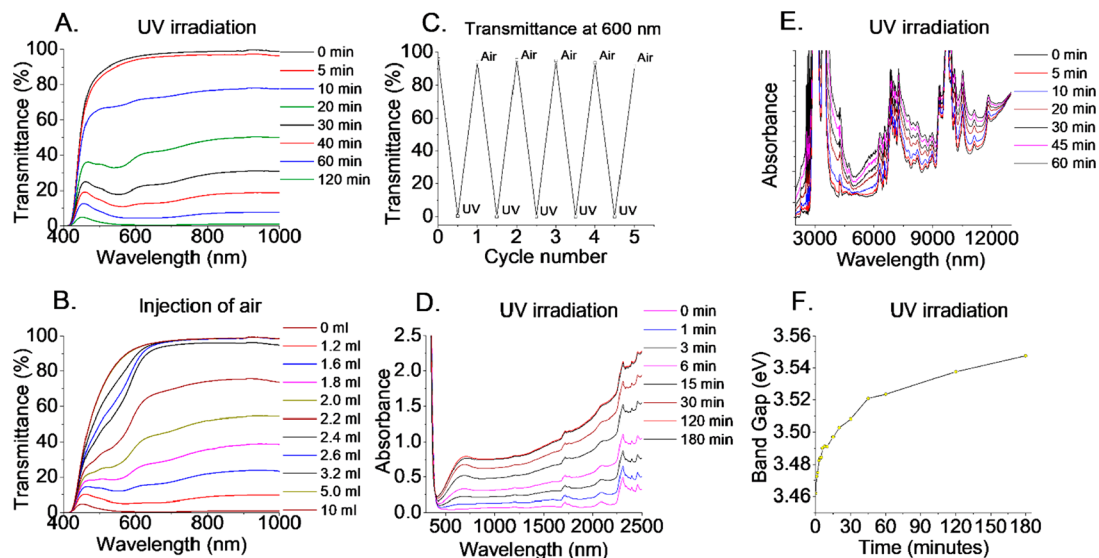 A.
UV irradiation
Transmittance (%)
100
80
60
40
20
0
400
600
800
1000
Wavelength (nm)
0 min
5 min
10 min
20 min
30 min
40 min
60 min
120 min
C.
Transmittance at 600 nm
Transmittance (%)
100
80
60
40
20
0
Air
Air
Air
Air
Air
UV
UV
UV
UV
UV
0
1
2
3
4
5
Cycle number
E.
UV irradiation
Absorbance
3000
6000
9000
12000
Wavelength (nm)
0 min
5 min
10 min
20 min
30 min
45 min
60 min
B.
Injection of air
Transmittance (%)
100
80
60
40
20
0
400
600
800
1000
Wavelength (nm)
0 ml
1.2 ml
1.6 ml
1.8 ml
2.0 ml
2.2 ml
2.4 ml
2.6 ml
3.2 ml
5.0 ml
10 ml
D.
UV irradiation
Absorbance
2.5
2.0
1.5
1.0
0.5
0.0
500
1000
1500
2000
2500
Wavelength (nm)
0 min
1 min
3 min
6 min
15 min
30 min
120 min
180 min
F.
UV irradiation
Band Gap (eV)
3.56
3.54
3.52
3.50
3.48
3.46
0
30
60
90
120
150
180
Time (minutes)